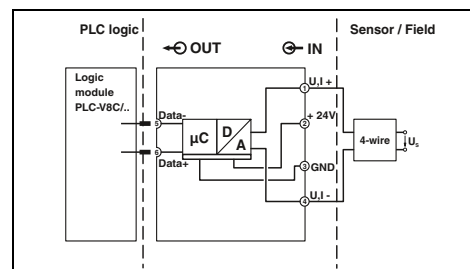 PLC logic
OUT
IN
Sensor / Field
Logic
module
PLC-V8C/..
U,I +
1
Data-
5
+ 24V
2
µC
D
A
4-wire
Us
6
Data+
3
GND
U,I -
4